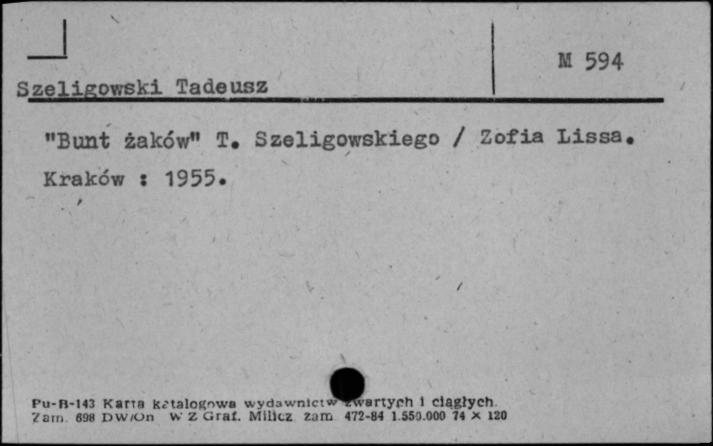 M 594
Szeligowski Tadeusz
"Bunt żaków" T. Szeligowskiego / Zofia Lissa.
Kraków : 1955.
Pu-B-143 Karta katalogowa wydawnictw zwartych i ciągłych.
Zam. 698 DW/On W Z Graf. Milicz zam. 472-84 1.550.000 74 × 120